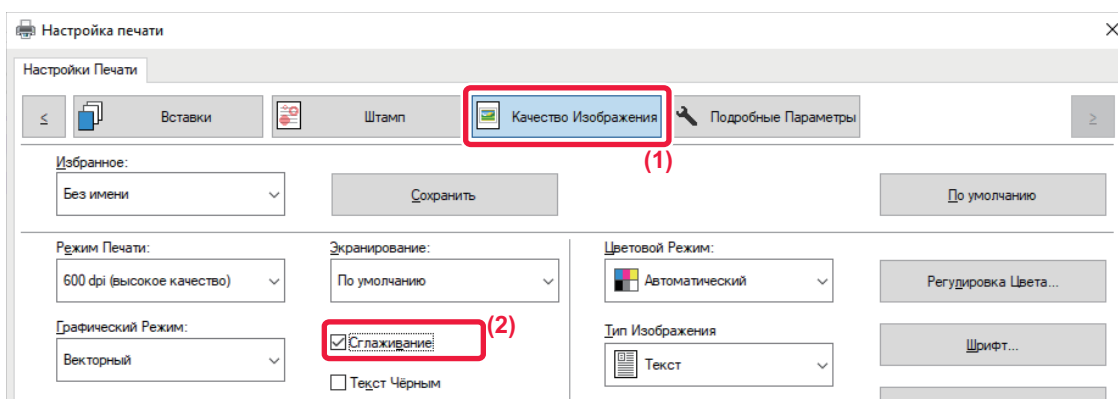 Настройка печати
Настройки Печати
< Вставки Штамп Качество Изображения Подробные Параметры >
(1)
Избранное:
Без имени Сохранить По умолчанию
Режим Печати: Экранирование: Цветовой Режим:
600 dpi (высокое качество) По умолчанию Автоматический Регулировка Цвета...
Графический Режим: (2) Тип Изображения
Векторный Сглаживание Текст Шрифт...
Текст Чёрным